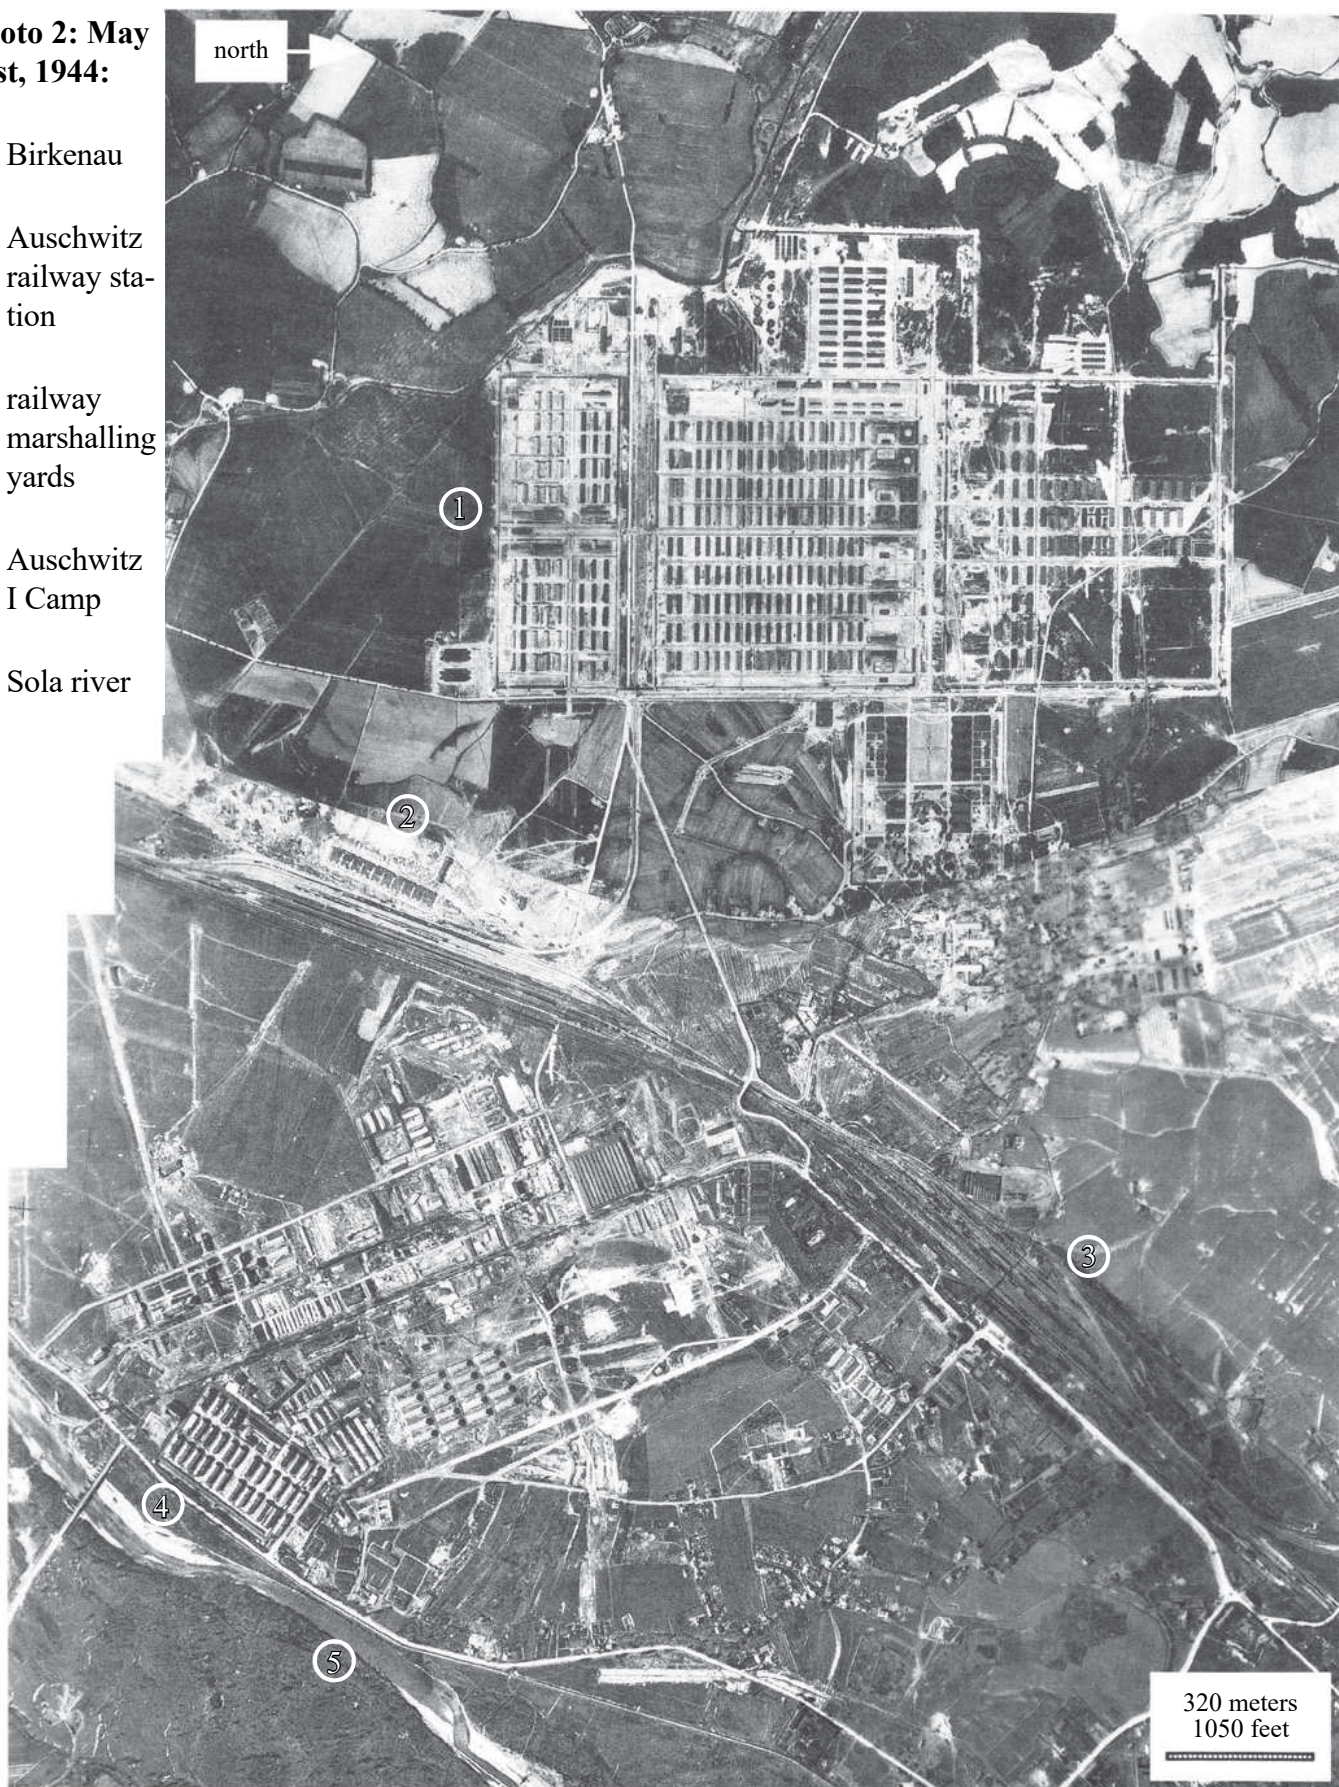 oto 2: May
st, 1944:
Birkenau
Auschwitz
railway sta-
tion
railway
marshalling
yards
Auschwitz
I Camp
Sola river
north
1
2
3
4
5
320 meters
1050 feet